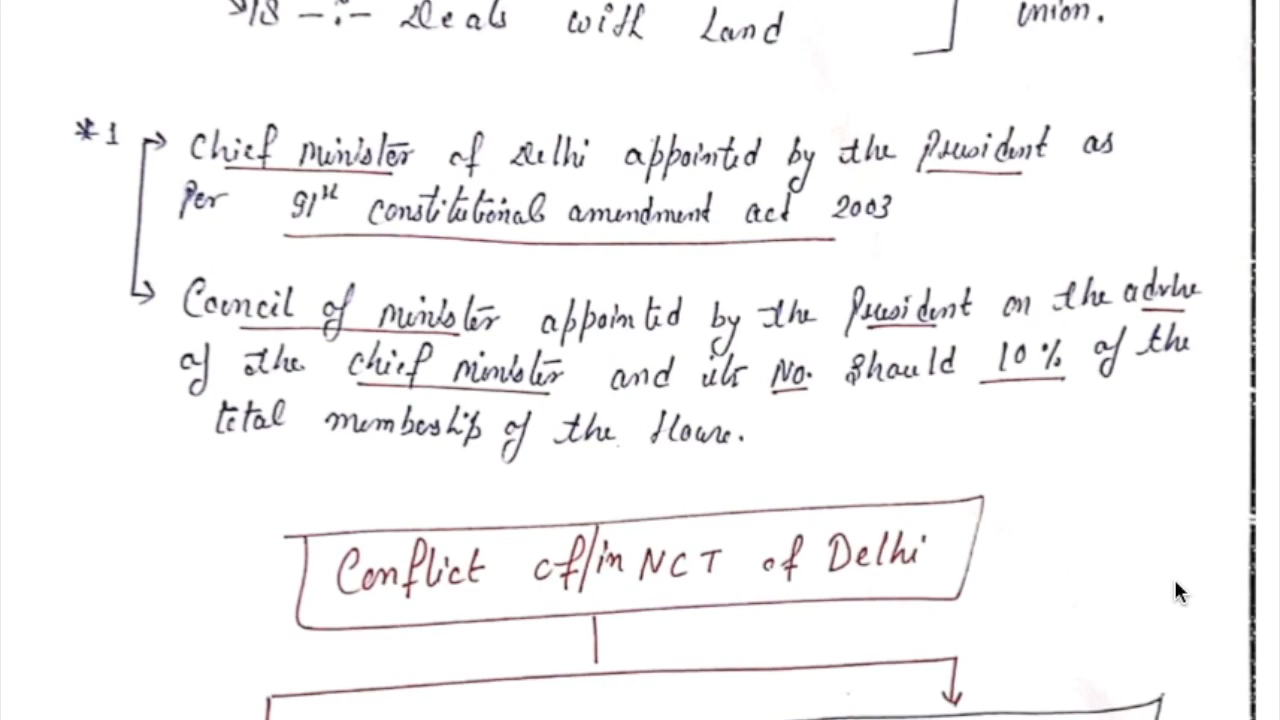 18 -:- Deals with Land
Union.
*1 → Chief minister of Delhi appointed by the President as
Per 91st constitutional amendment act 2003
→ Council of minister appointed by the President on the advise
of the chief minister and its No. should 10% of the
total membership of the House.
Conflict of/in NCT of Delhi